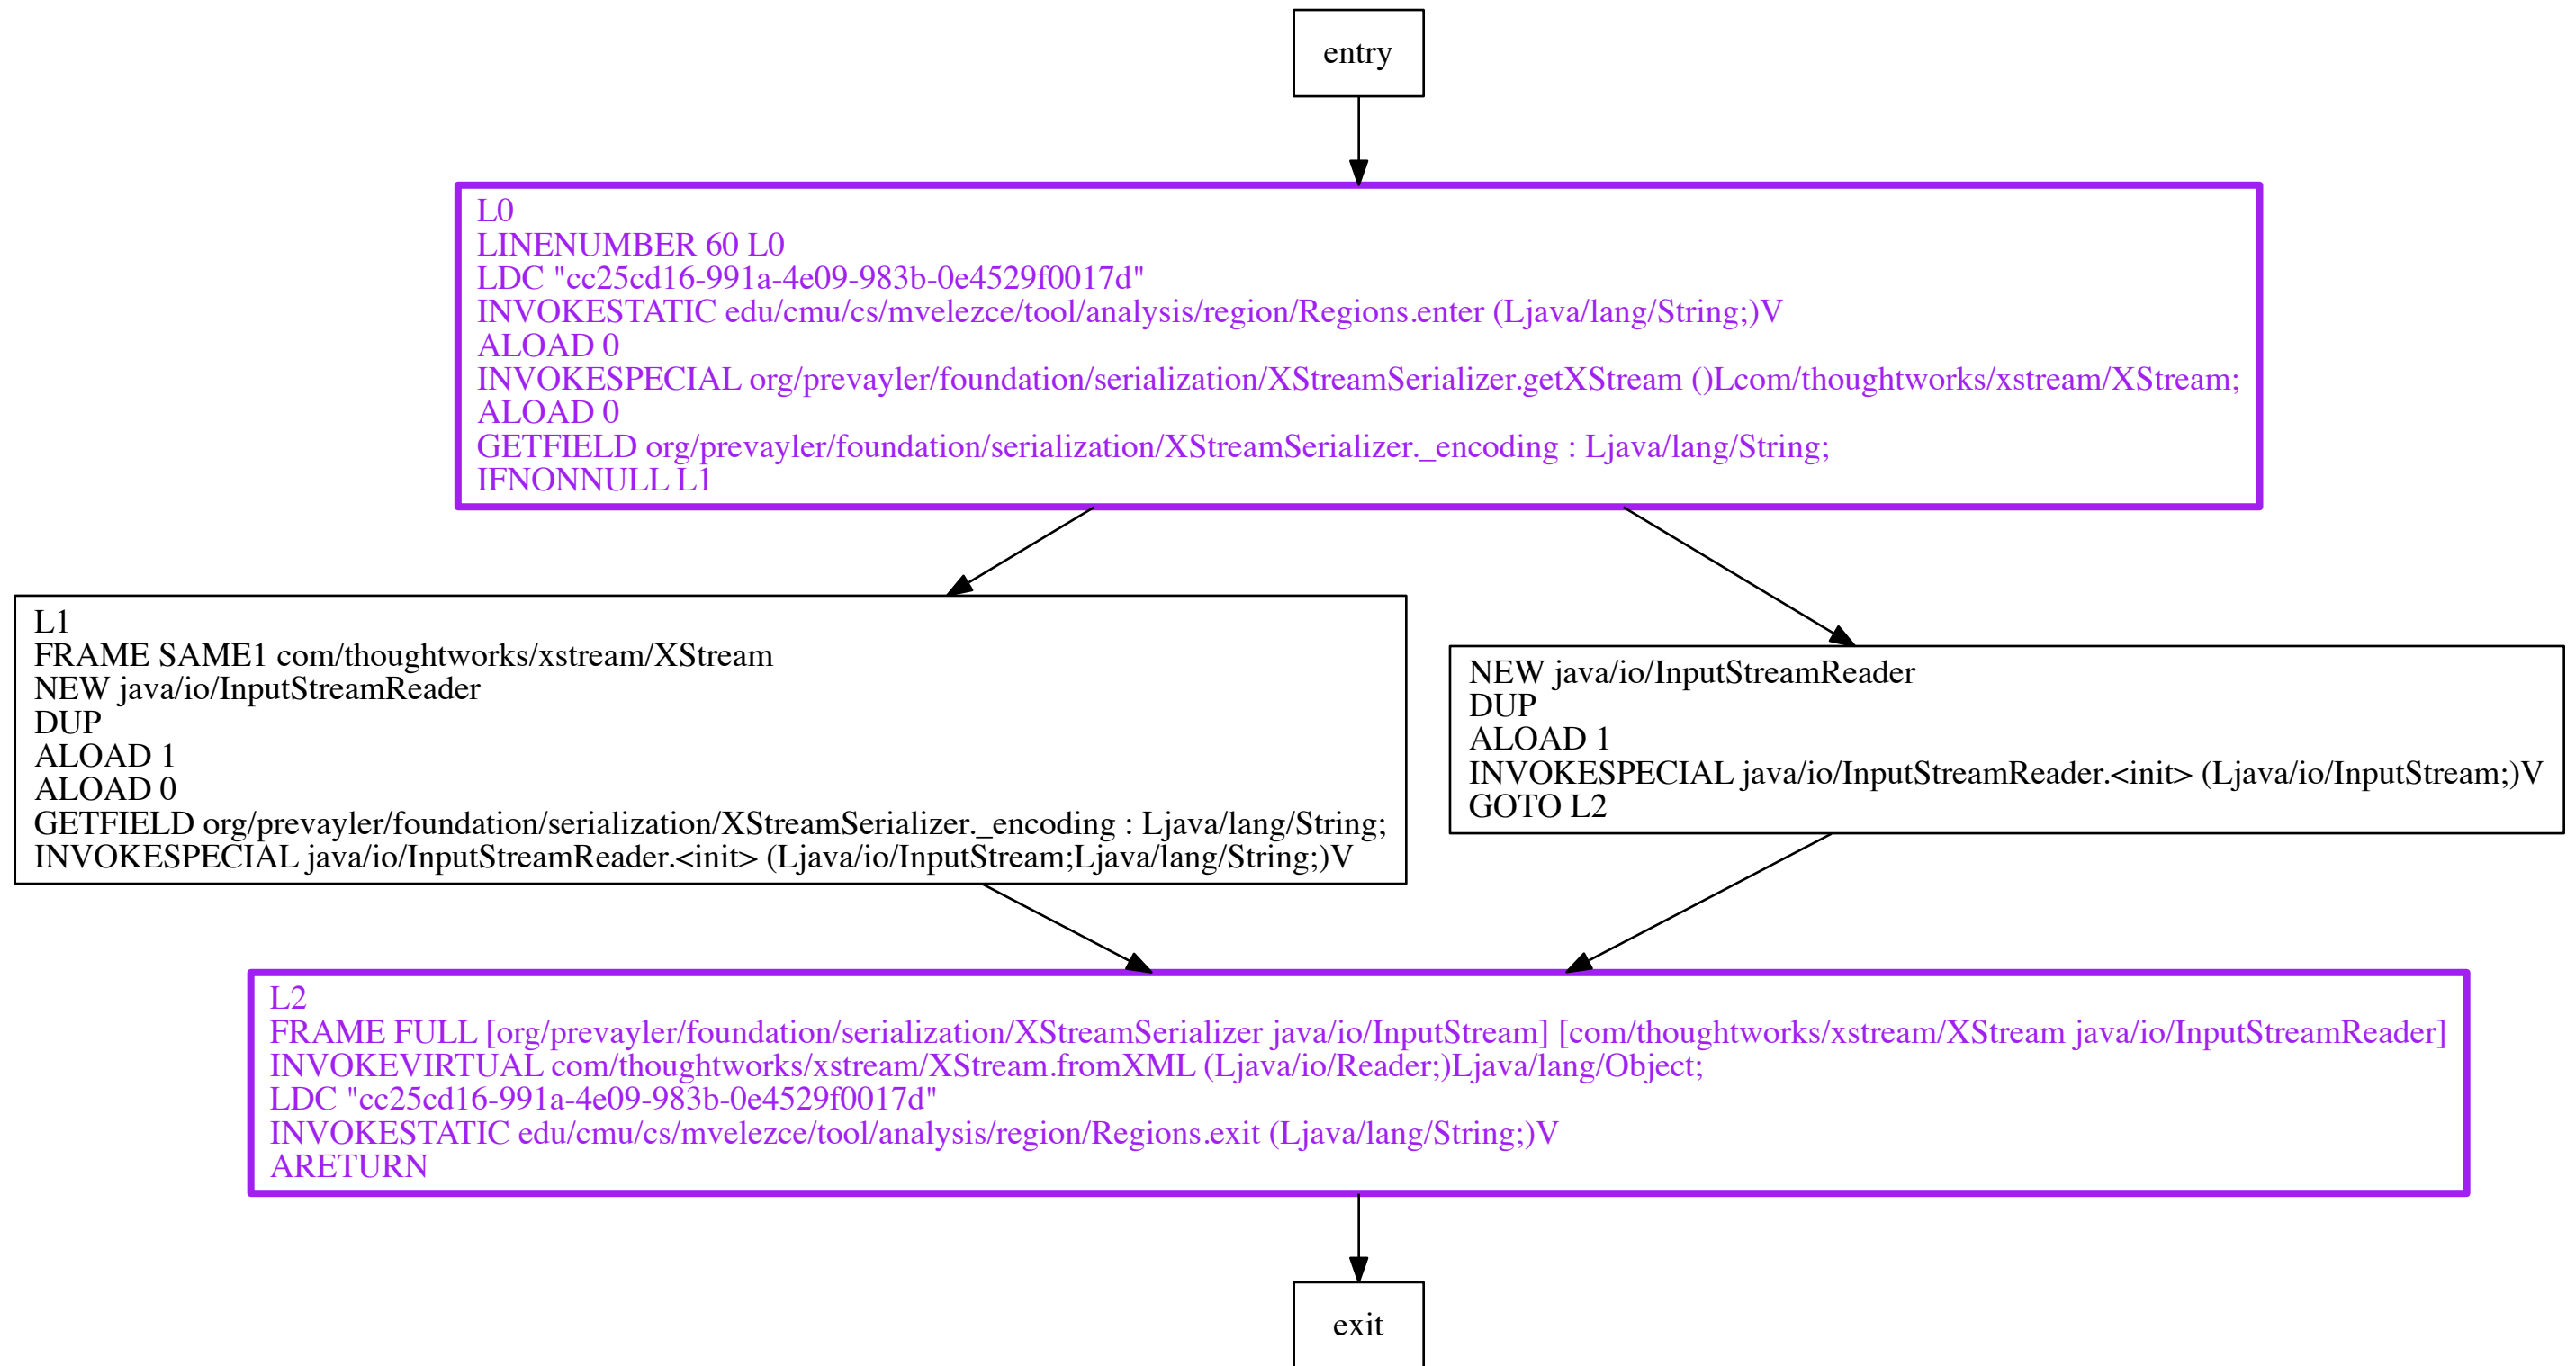 entry
L0
LINENUMBER 60 L0
LDC "cc25cd16-991a-4e09-983b-0e4529f0017d"
INVOKESTATIC edu/cmu/cs/mvelezce/tool/analysis/region/Regions.enter (Ljava/lang/String;)V
ALOAD 0
INVOKESPECIAL org/prevayler/foundation/serialization/XStreamSerializer.getXStream ()Lcom/thoughtworks/xstream/XStream;
ALOAD 0
GETFIELD org/prevayler/foundation/serialization/XStreamSerializer._encoding : Ljava/lang/String;
IFNONNULL L1
L1
FRAME SAME1 com/thoughtworks/xstream/XStream
NEW java/io/InputStreamReader
DUP
ALOAD 1
ALOAD 0
GETFIELD org/prevayler/foundation/serialization/XStreamSerializer._encoding : Ljava/lang/String;
INVOKESPECIAL java/io/InputStreamReader.<init> (Ljava/io/InputStream;Ljava/lang/String;)V
NEW java/io/InputStreamReader
DUP
ALOAD 1
INVOKESPECIAL java/io/InputStreamReader.<init> (Ljava/io/InputStream;)V
GOTO L2
L2
FRAME FULL [org/prevayler/foundation/serialization/XStreamSerializer java/io/InputStream] [com/thoughtworks/xstream/XStream java/io/InputStreamReader]
INVOKEVIRTUAL com/thoughtworks/xstream/XStream.fromXML (Ljava/io/Reader;)Ljava/lang/Object;
LDC "cc25cd16-991a-4e09-983b-0e4529f0017d"
INVOKESTATIC edu/cmu/cs/mvelezce/tool/analysis/region/Regions.exit (Ljava/lang/String;)V
ARETURN
exit